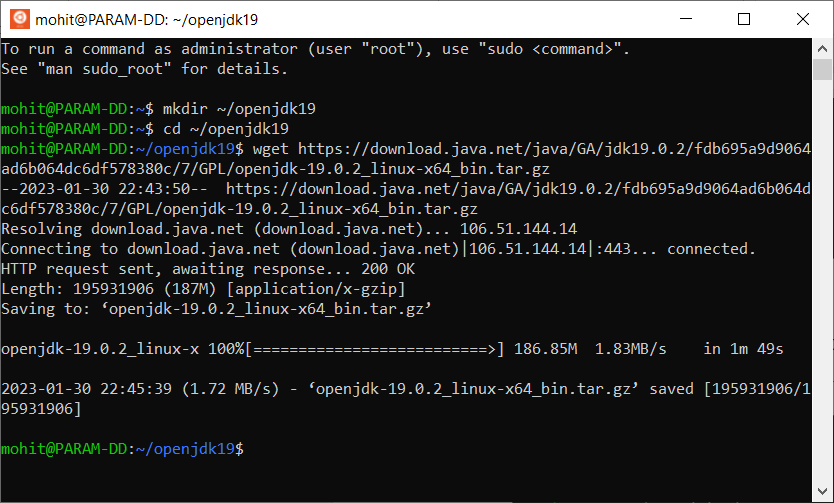 mohit@PARAM-DD: ~/openjdk19
To run a command as administrator (user "root"), use "sudo <command>".
See "man sudo_root" for details.
mohit@PARAM-DD:~$ mkdir ~/openjdk19
mohit@PARAM-DD:~$ cd ~/openjdk19
mohit@PARAM-DD:~/openjdk19$ wget https://download.java.net/java/GA/jdk19.0.2/fdb695a9d9064
ad6b064dc6df578380c/7/GPL/openjdk-19.0.2_linux-x64_bin.tar.gz
--2023-01-30 22:43:50--  https://download.java.net/java/GA/jdk19.0.2/fdb695a9d9064ad6b064d
c6df578380c/7/GPL/openjdk-19.0.2_linux-x64_bin.tar.gz
Resolving download.java.net (download.java.net)... 106.51.144.14
Connecting to download.java.net (download.java.net)|106.51.144.14|:443... connected.
HTTP request sent, awaiting response... 200 OK
Length: 195931906 (187M) [application/x-gzip]
Saving to: ‘openjdk-19.0.2_linux-x64_bin.tar.gz’
openjdk-19.0.2_linux-x 100%[==========================>] 186.85M  1.83MB/s    in 1m 49s
2023-01-30 22:45:39 (1.72 MB/s) - ‘openjdk-19.0.2_linux-x64_bin.tar.gz’ saved [195931906/1
95931906]
mohit@PARAM-DD:~/openjdk19$